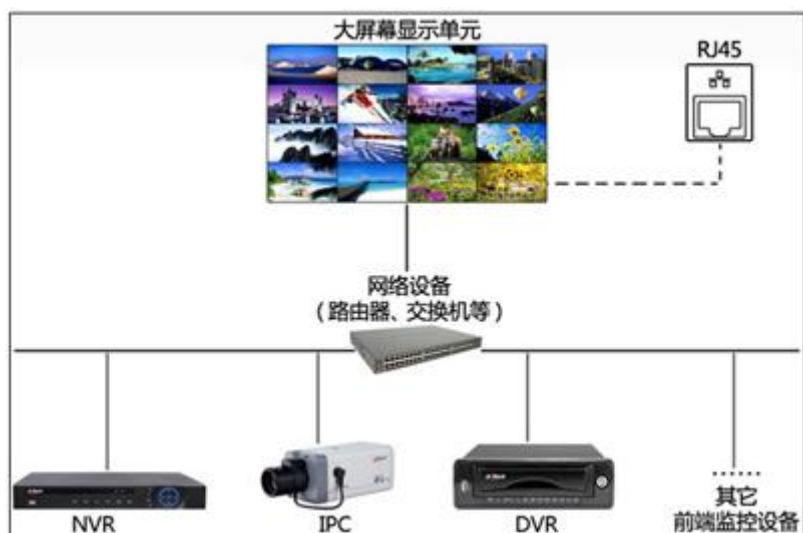 大屏幕显示单元
RJ45
网络设备
（路由器、交换机等）
NVR
IPC
DVR
......
其它
前端监控设备